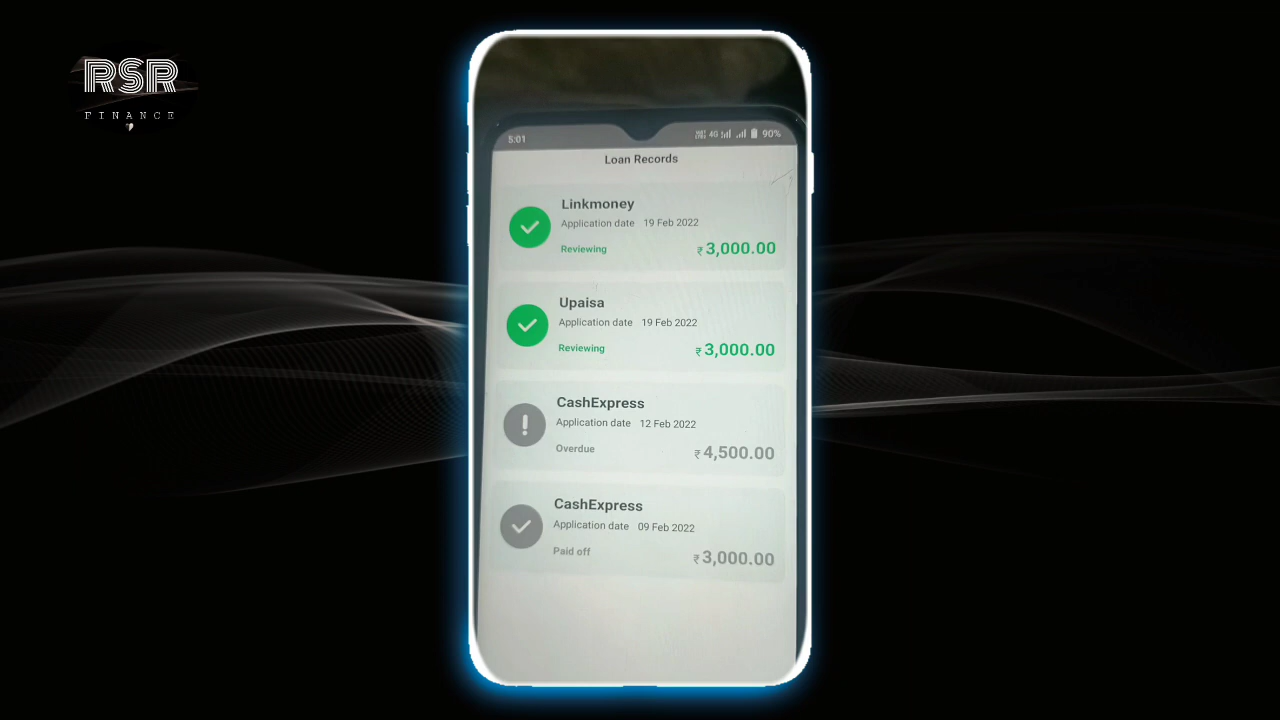 RSR
FINANCE
5:01
4G 90%
Loan Records
Linkmoney
Application date 19 Feb 2022
Reviewing ₹3,000.00
Upaisa
Application date 19 Feb 2022
Reviewing ₹3,000.00
CashExpress
Application date 12 Feb 2022
Overdue ₹4,500.00
CashExpress
Application date 09 Feb 2022
Paid off ₹3,000.00